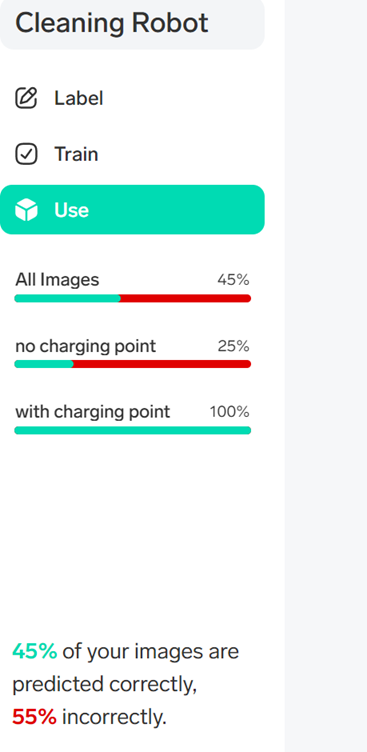 Cleaning Robot
Label
Train
Use
All Images 45%
no charging point 25%
with charging point 100%
45% of your images are
predicted correctly,
55% incorrectly.